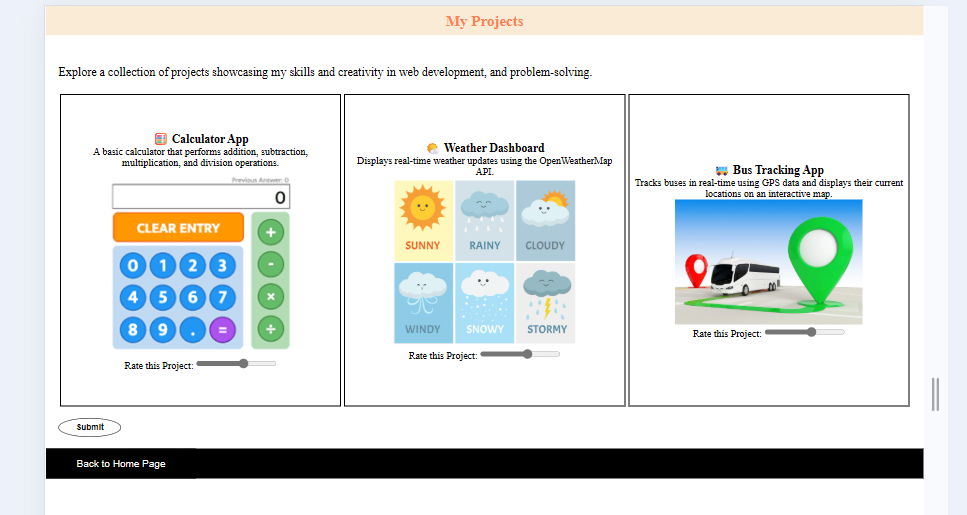 My Projects
Explore a collection of projects showcasing my skills and creativity in web development, and problem-solving.
Calculator App
A basic calculator that performs addition, subtraction,
multiplication, and division operations.
Previous Answer: 0
0
CLEAR ENTRY
+
0 1 2 3
-
4 5 6 7
×
8 9 . =
÷
Rate this Project:
Weather Dashboard
Displays real-time weather updates using the OpenWeatherMap
API.
SUNNY RAINY CLOUDY
WINDY SNOWY STORMY
Rate this Project:
Bus Tracking App
Tracks buses in real-time using GPS data and displays their current
locations on an interactive map.
Rate this Project:
Submit
Back to Home Page